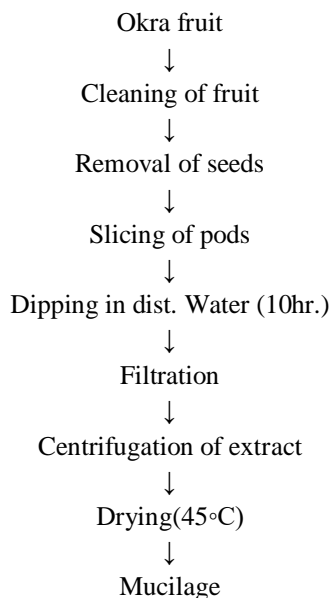 Okra fruit
↓
Cleaning of fruit
↓
Removal of seeds
↓
Slicing of pods
↓
Dipping in dist. Water (10hr.)
↓
Filtration
↓
Centrifugation of extract
↓
Drying(45◦C)
↓
Mucilage